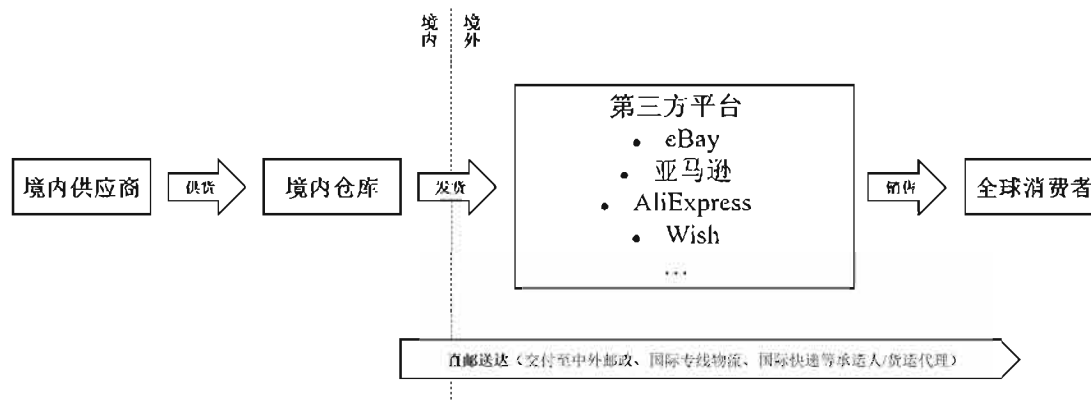 境内
境外
第三方平台
• eBay
• 亚马逊
• AliExpress
• Wish
…
境内供应商
供货
境内仓库
发货
销售
全球消费者
直邮送达（交付至中外邮政、国际专线物流、国际快递等承运人/货运代理）